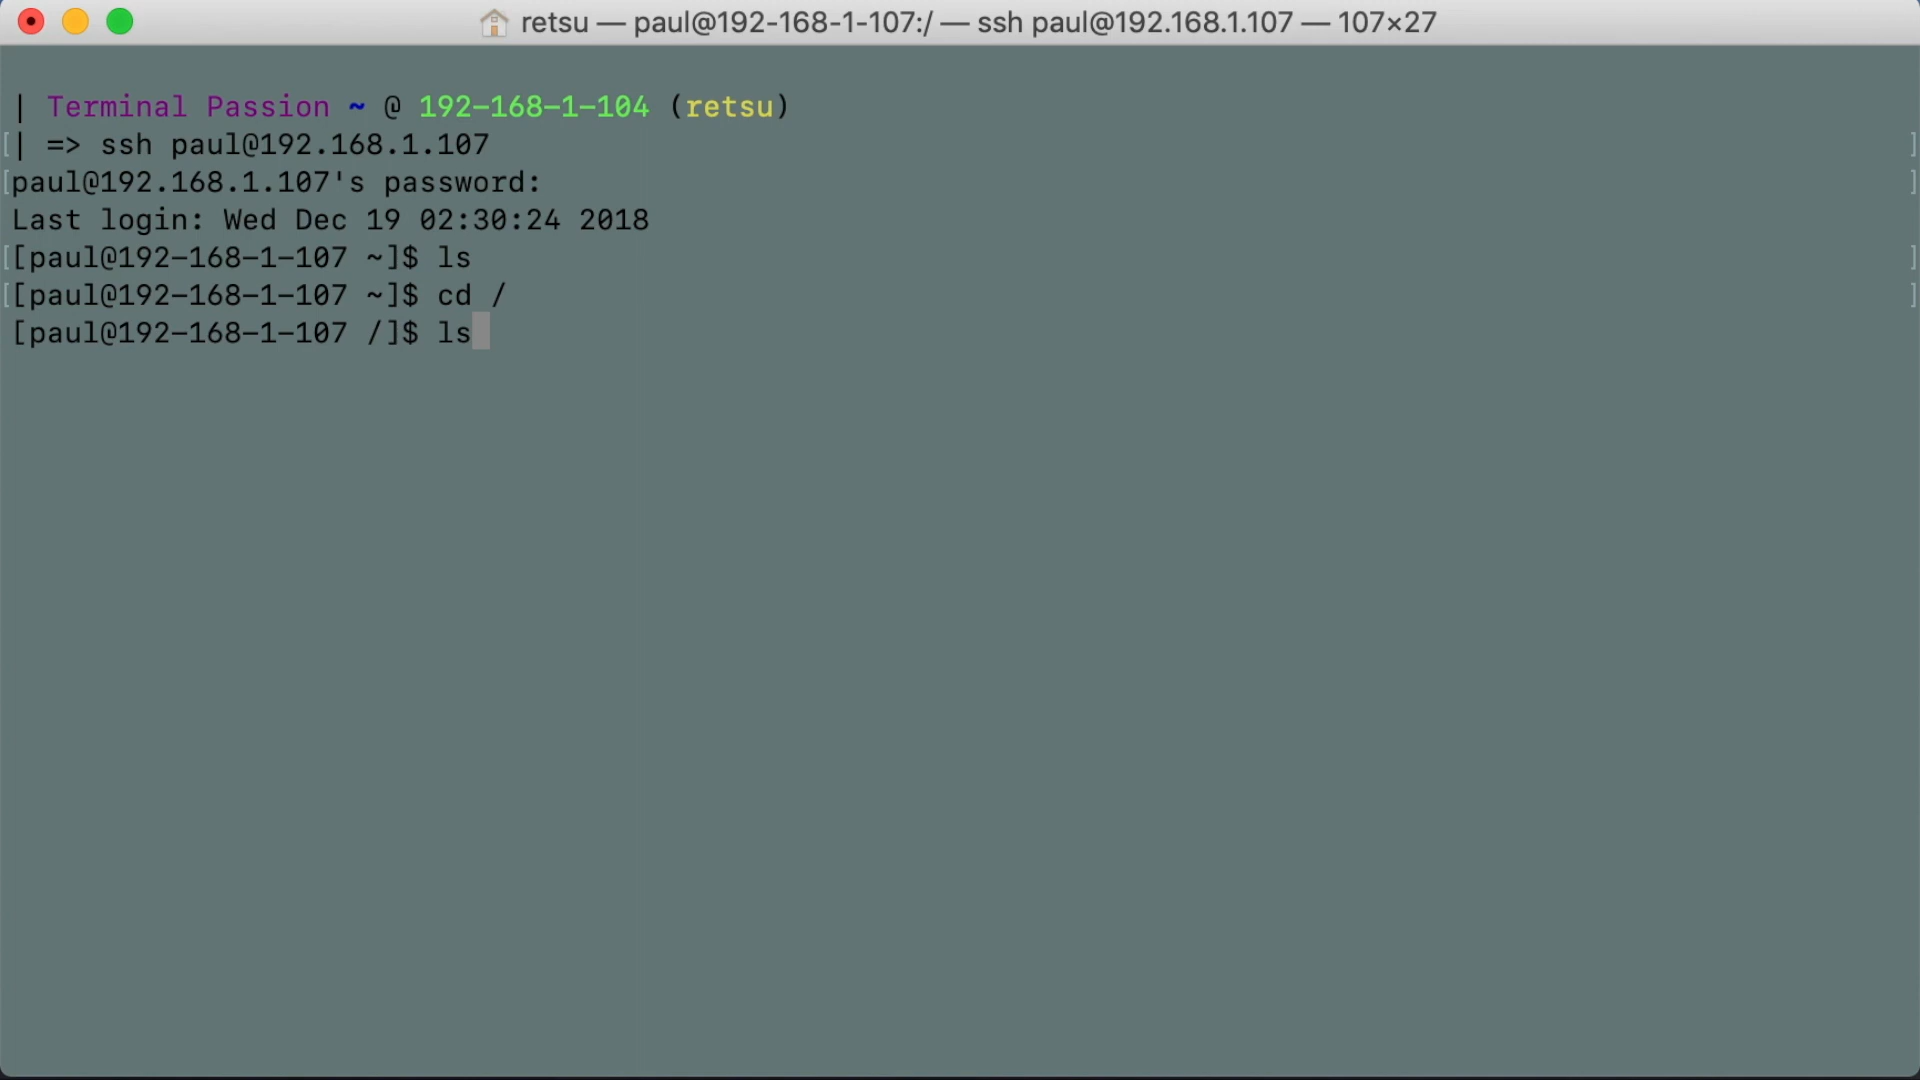 retsu — paul@192-168-1-107:/ — ssh paul@192.168.1.107 — 107×27
| Terminal Passion ~ @ 192-168-1-104 (retsu)
[| => ssh paul@192.168.1.107 ]
[paul@192.168.1.107's password: ]
Last login: Wed Dec 19 02:30:24 2018
[[paul@192-168-1-107 ~]$ ls ]
[[paul@192-168-1-107 ~]$ cd / ]
[paul@192-168-1-107 /]$ ls